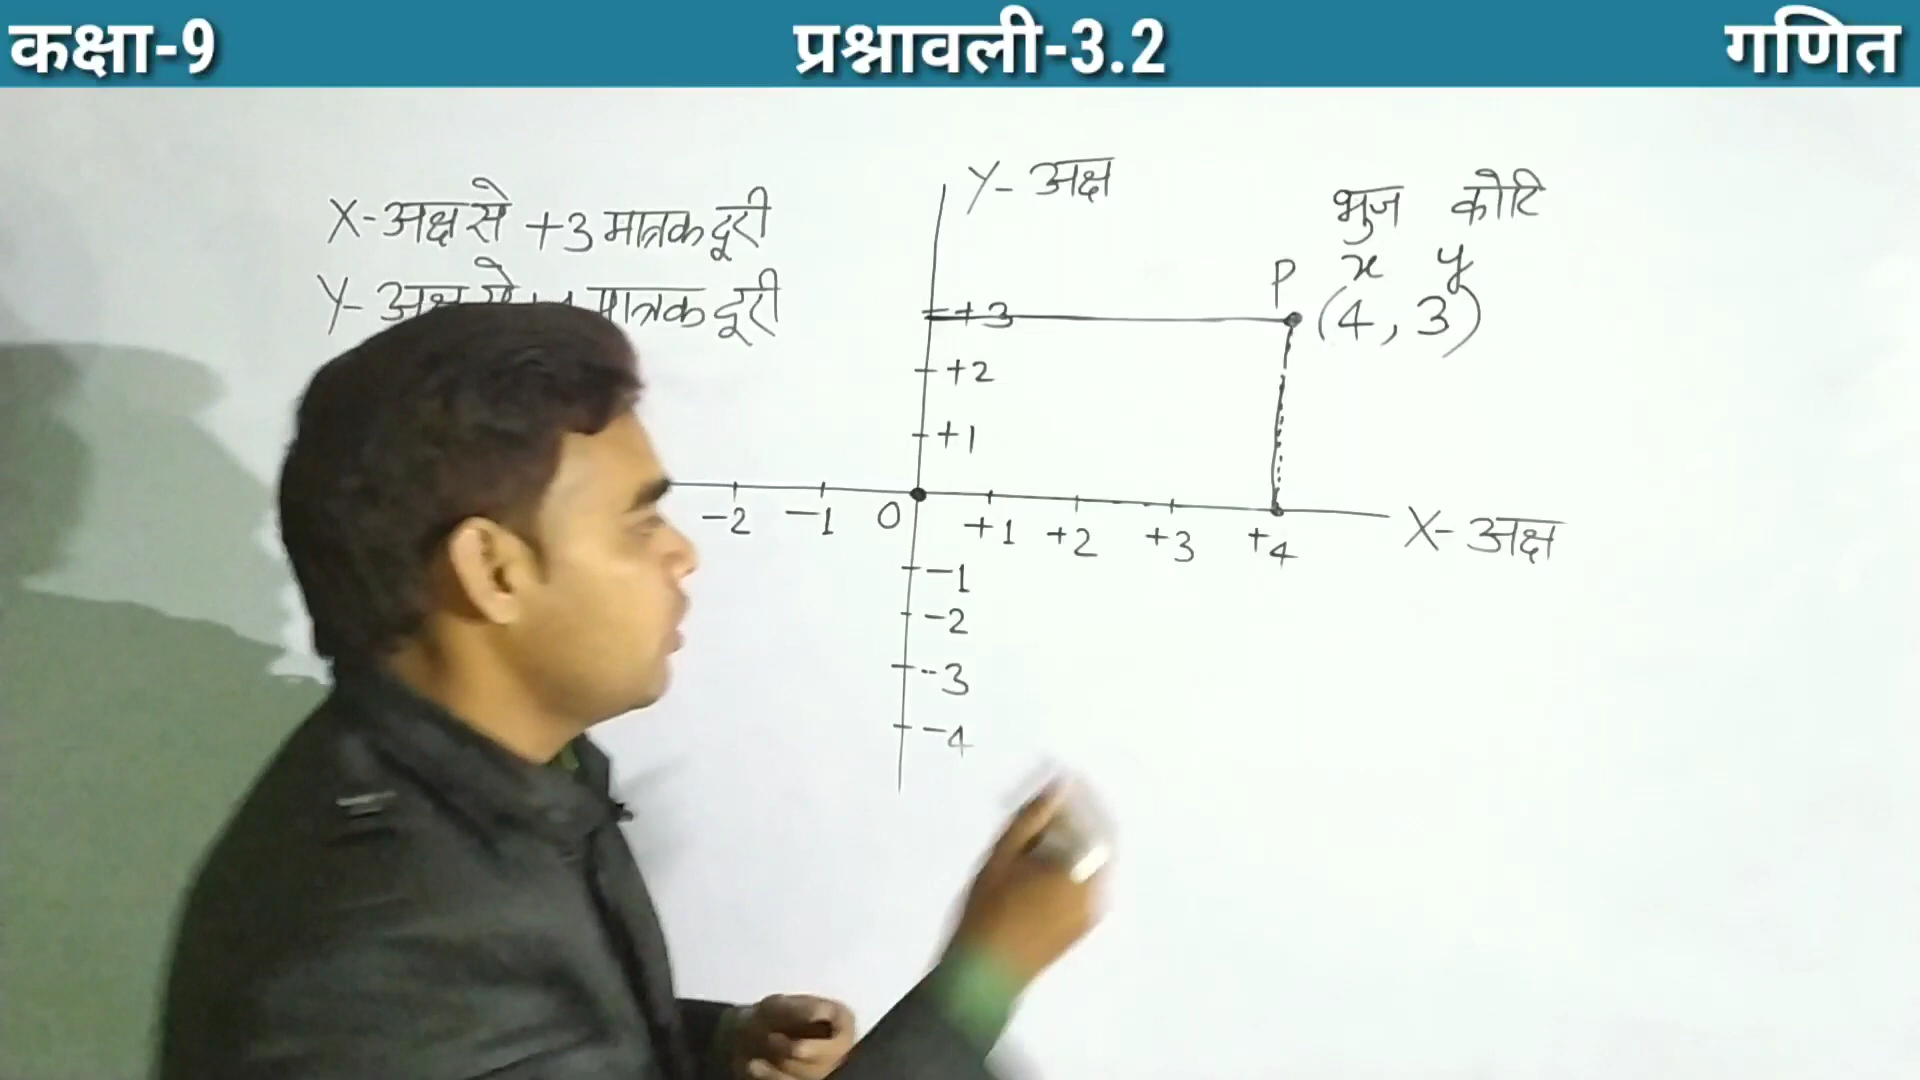 कक्षा-9 प्रश्नावली-3.2 गणित
X-अक्ष से +3 मात्रक दूरी
Y-अक्ष से मात्रक दूरी
Y-अक्ष
भुज कोटि
x y
P (4, 3)
+3
+2
+1
-2 -1 0 +1 +2 +3 +4 X-अक्ष
-1
-2
-3
-4